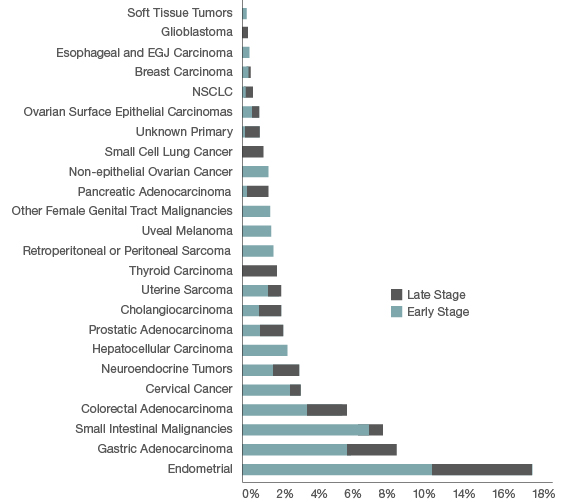 Soft Tissue Tumors
Glioblastoma
Esophageal and EGJ Carcinoma
Breast Carcinoma
NSCLC
Ovarian Surface Epithelial Carcinomas
Unknown Primary
Small Cell Lung Cancer
Non-epithelial Ovarian Cancer
Pancreatic Adenocarcinoma
Other Female Genital Tract Malignancies
Uveal Melanoma
Retroperitoneal or Peritoneal Sarcoma
Thyroid Carcinoma
Uterine Sarcoma
Cholangiocarcinoma
Prostatic Adenocarcinoma
Hepatocellular Carcinoma
Neuroendocrine Tumors
Cervical Cancer
Colorectal Adenocarcinoma
Small Intestinal Malignancies
Gastric Adenocarcinoma
Endometrial
Late Stage
Early Stage
0% 2% 4% 6% 8% 10% 14% 16% 18%